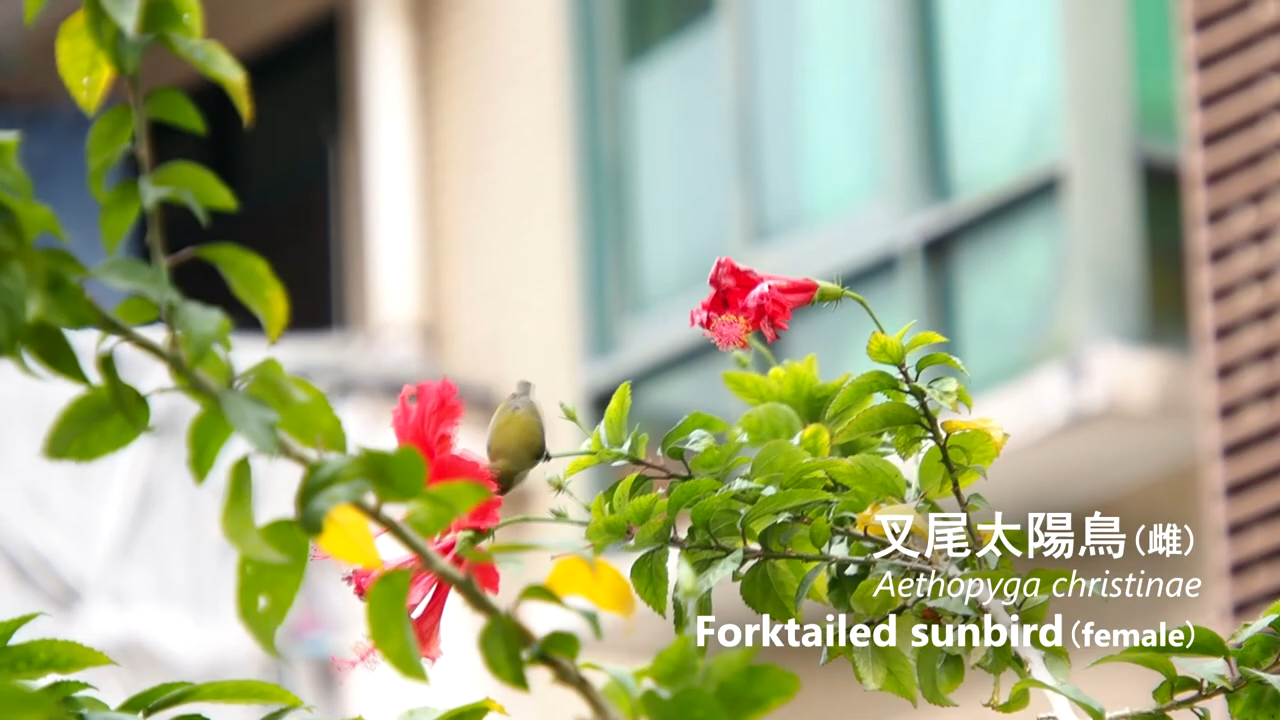 叉尾太陽鳥（雌）
Aethopyga christinae
Forktailed sunbird（female）